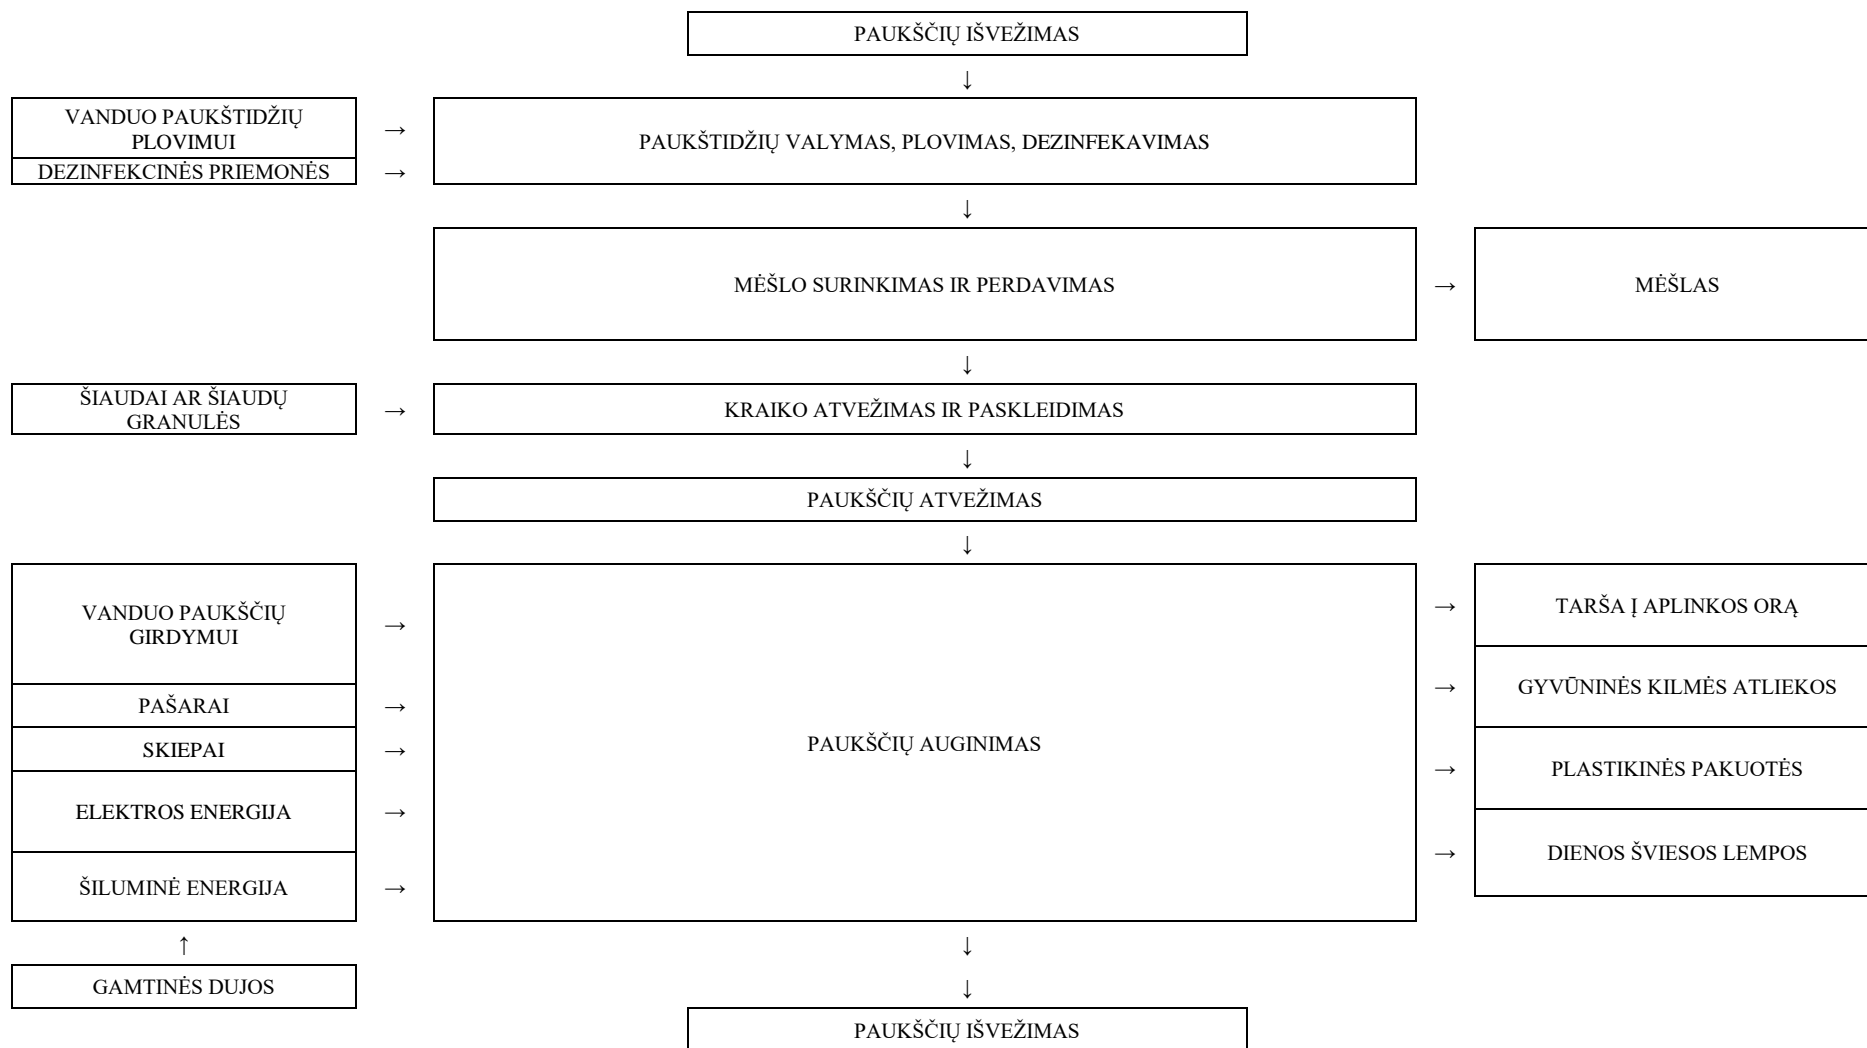 PAUKŠČIŲ IŠVEŽIMAS
↓
VANDUO PAUKŠTIDŽIŲ
PLOVIMUI
→
PAUKŠTIDŽIŲ VALYMAS, PLOVIMAS, DEZINFEKAVIMAS
DEZINFEKCINĖS PRIEMONĖS
→
↓
MĖŠLO SURINKIMAS IR PERDAVIMAS
→
MĖŠLAS
↓
ŠIAUDAI AR ŠIAUDŲ
GRANULĖS
→
KRAIKO ATVEŽIMAS IR PASKLEIDIMAS
↓
PAUKŠČIŲ ATVEŽIMAS
↓
VANDUO PAUKŠČIŲ
GIRDYMUI
→
PAŠARAI
→
SKIEPAI
→
ELEKTROS ENERGIJA
→
ŠILUMINĖ ENERGIJA
→
↑
GAMTINĖS DUJOS
PAUKŠČIŲ AUGINIMAS
→
TARŠA Į APLINKOS ORĄ
→
GYVŪNINĖS KILMĖS ATLIEKOS
→
PLASTIKINĖS PAKUOTĖS
→
DIENOS ŠVIESOS LEMPOS
↓
↓
PAUKŠČIŲ IŠVEŽIMAS